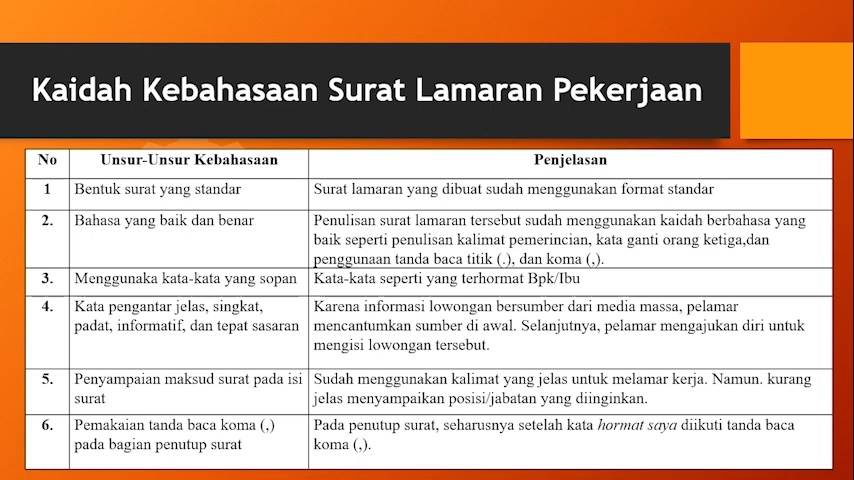 Kaidah Kebahasaan Surat Lamaran Pekerjaan
No Unsur-Unsur Kebahasaan Penjelasan
1 Bentuk surat yang standar Surat lamaran yang dibuat sudah menggunakan format standar
2. Bahasa yang baik dan benar Penulisan surat lamaran tersebut sudah menggunakan kaidah berbahasa yang
baik seperti penulisan kalimat pemerincian, kata ganti orang ketiga,dan
penggunaan tanda baca titik (.), dan koma (,).
3. Menggunaka kata-kata yang sopan Kata-kata seperti yang terhormat Bpk/Ibu
4. Kata pengantar jelas, singkat, Karena informasi lowongan bersumber dari media massa, pelamar
padat, informatif, dan tepat sasaran mencantumkan sumber di awal. Selanjutnya, pelamar mengajukan diri untuk
mengisi lowongan tersebut.
5. Penyampaian maksud surat pada isi Sudah menggunakan kalimat yang jelas untuk melamar kerja. Namun. kurang
surat jelas menyampaikan posisi/jabatan yang diinginkan.
6. Pemakaian tanda baca koma (,) Pada penutup surat, seharusnya setelah kata hormat saya diikuti tanda baca
pada bagian penutup surat koma (,).